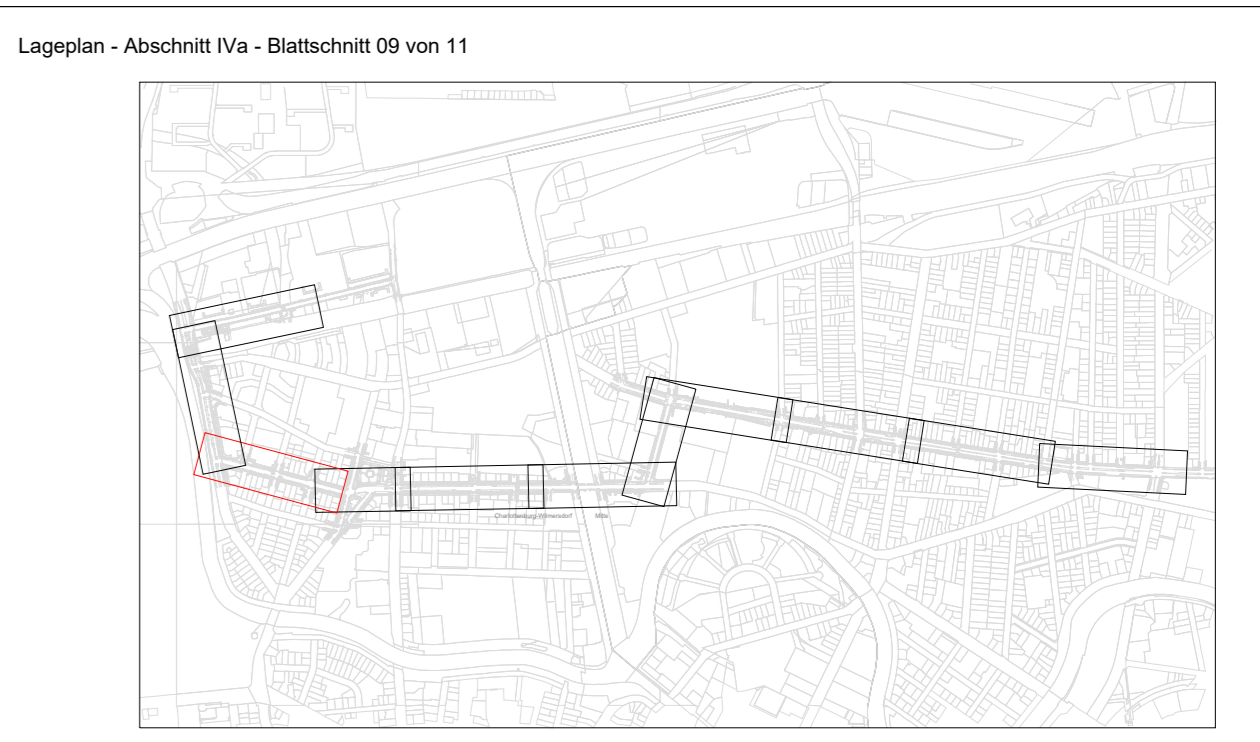 Lageplan - Abschnitt IVa - Blattschnitt 09 von 11
Charlottenburg-Wilmersdorf Mitte